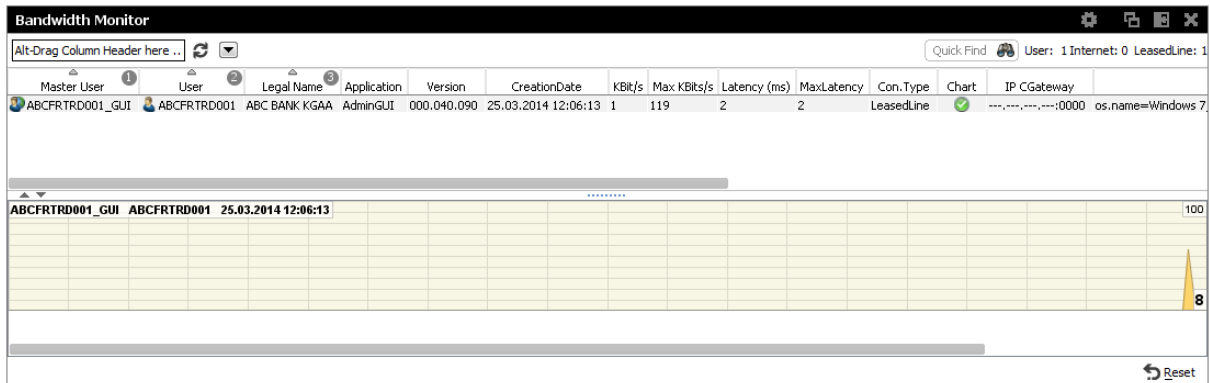 Bandwidth Monitor
Alt-Drag Column Header here .. Quick Find User: 1 Internet: 0 LeasedLine: 1
Master User 1 User 2 Legal Name 3 Application Version CreationDate KBit/s Max KBits/s Latency (ms) MaxLatency Con.Type Chart IP CGateway
ABCFRTRD001_GUI ABCFRTRD001 ABC BANK KGAA AdminGUI 000.040.090 25.03.2014 12:06:13 1 119 2 2 LeasedLine ---.---.---.---:0000 os.name=Windows 7
ABCFRTRD001_GUI ABCFRTRD001 25.03.2014 12:06:13 100
8
Reset